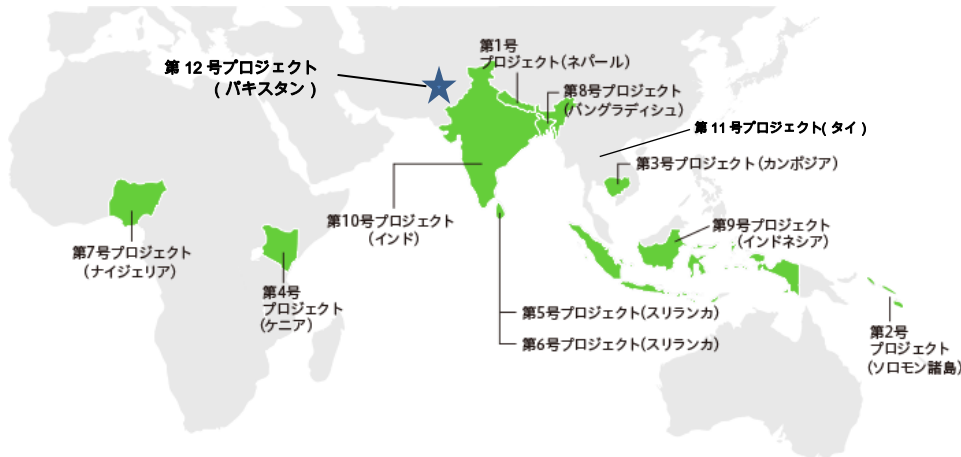 第1号
プロジェクト(ネパール)
第 12 号プロジェクト
( パキスタン )
第8号プロジェクト
(バングラディシュ)
第 11 号プロジェクト( タイ )
第3号プロジェクト(カンボジア)
第10号プロジェクト
(インド)
第9号プロジェクト
(インドネシア)
第7号プロジェクト
(ナイジェリア)
第4号
プロジェクト
(ケニア)
第5号プロジェクト(スリランカ)
第6号プロジェクト(スリランカ)
第2号
プロジェクト
(ソロモン諸島)